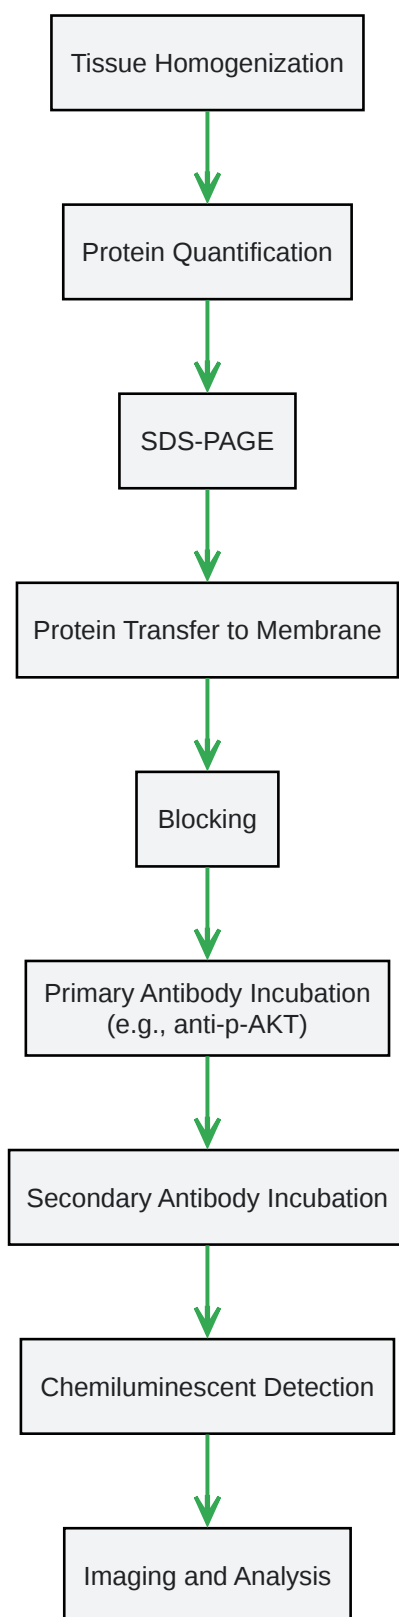 Tissue Homogenization
Protein Quantification
SDS-PAGE
Protein Transfer to Membrane
Blocking
Primary Antibody Incubation
(e.g., anti-p-AKT)
Secondary Antibody Incubation
Chemiluminescent Detection
Imaging and Analysis